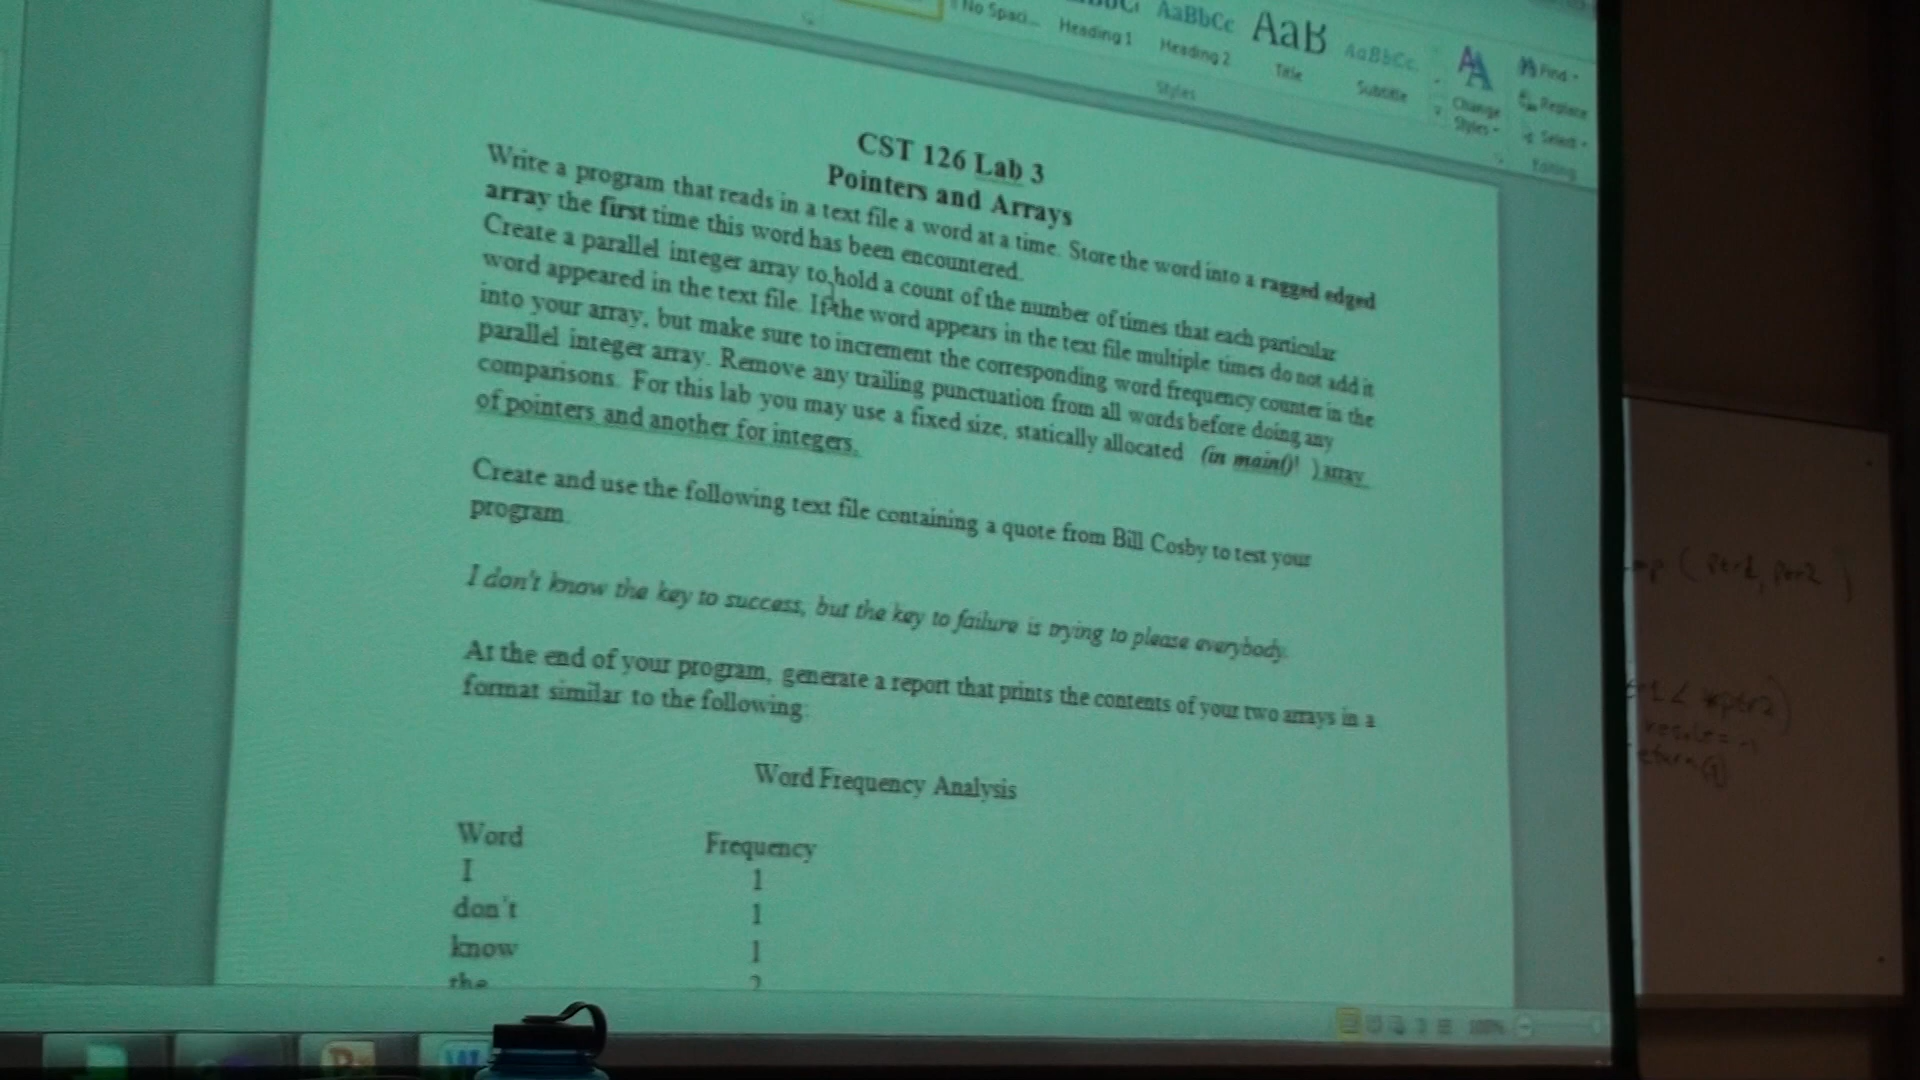 No Spaci...
Heading 1
AaBbCc
Heading 2
AaB
Title
AaBbCc.
Subtitle
Change
Styles
Find
Replace
Select
Editing
Styles
CST 126 Lab 3
Pointers and Arrays
Write a program that reads in a text file a word at a time. Store the word into a ragged edged
array the first time this word has been encountered.
Create a parallel integer array to hold a count of the number of times that each particular
word appeared in the text file. If the word appears in the text file multiple times do not add it
into your array, but make sure to increment the corresponding word frequency counter in the
parallel integer array. Remove any trailing punctuation from all words before doing any
comparisons. For this lab you may use a fixed size, statically allocated (in main()! ) array
of pointers and another for integers.
Create and use the following text file containing a quote from Bill Cosby to test your
program.
I don't know the key to success, but the key to failure is trying to please everybody.
At the end of your program, generate a report that prints the contents of your two arrays in a
format similar to the following:
Word Frequency Analysis
Word Frequency
I 1
don't 1
know 1
the 2
100%